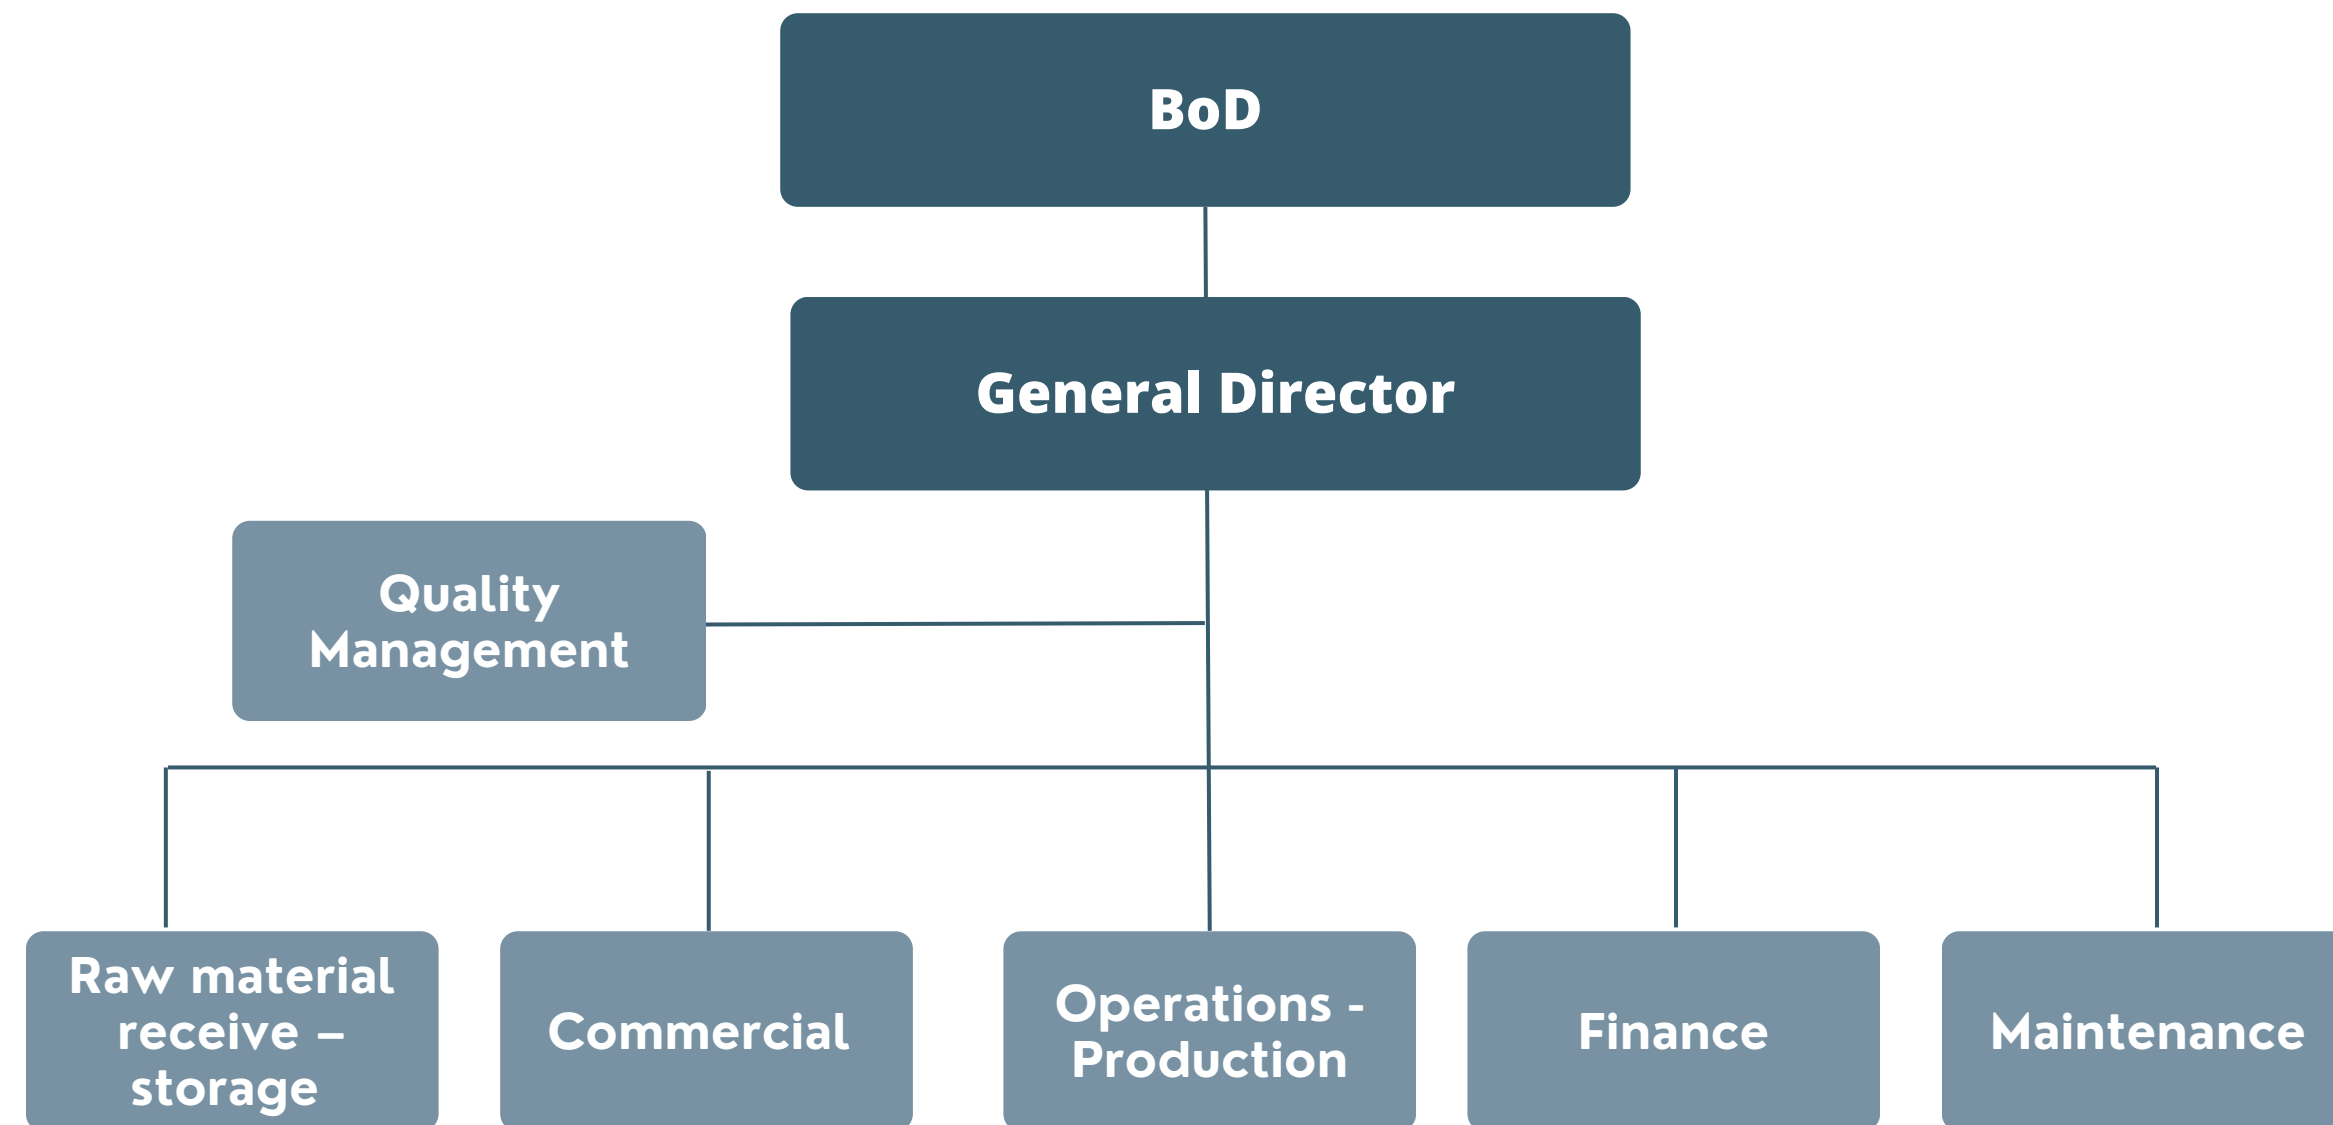 BoD
General Director
Quality
Management
Raw material
receive –
storage
Commercial
Operations -
Production
Finance
Maintenance